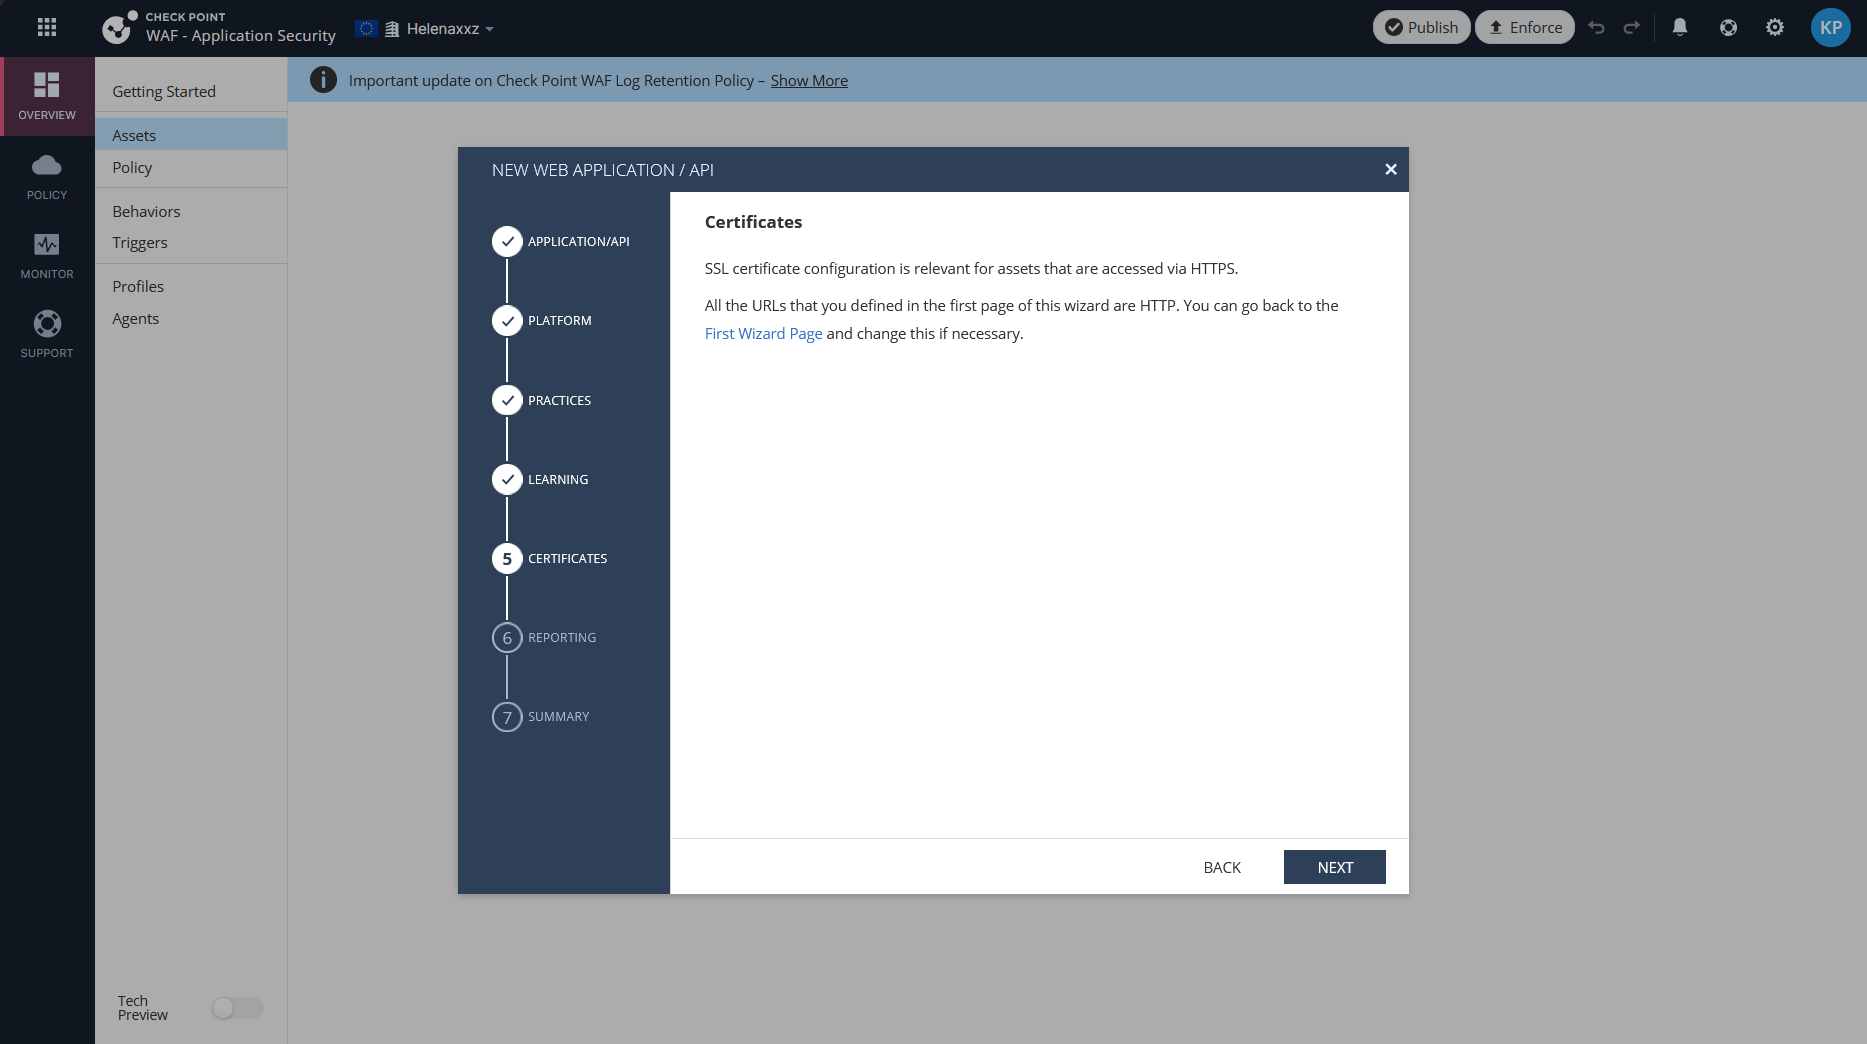 CHECK POINT
WAF - Application Security
Helenaxxz
Publish
Enforce
KP
OVERVIEW
POLICY
MONITOR
SUPPORT
Getting Started
Assets
Policy
Behaviors
Triggers
Profiles
Agents
Tech
Preview
Important update on Check Point WAF Log Retention Policy – Show More
NEW WEB APPLICATION / API
APPLICATION/API
PLATFORM
PRACTICES
LEARNING
5 CERTIFICATES
6 REPORTING
7 SUMMARY
Certificates
SSL certificate configuration is relevant for assets that are accessed via HTTPS.
All the URLs that you defined in the first page of this wizard are HTTP. You can go back to the
First Wizard Page and change this if necessary.
BACK
NEXT